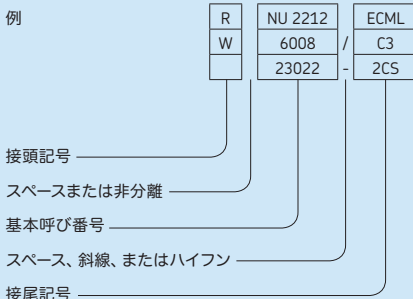 例 R NU 2212 ECML
W 6008 / C3
23022 - 2CS
接頭記号
スペースまたは非分離
基本呼び番号
スペース、斜線、またはハイフン
接尾記号